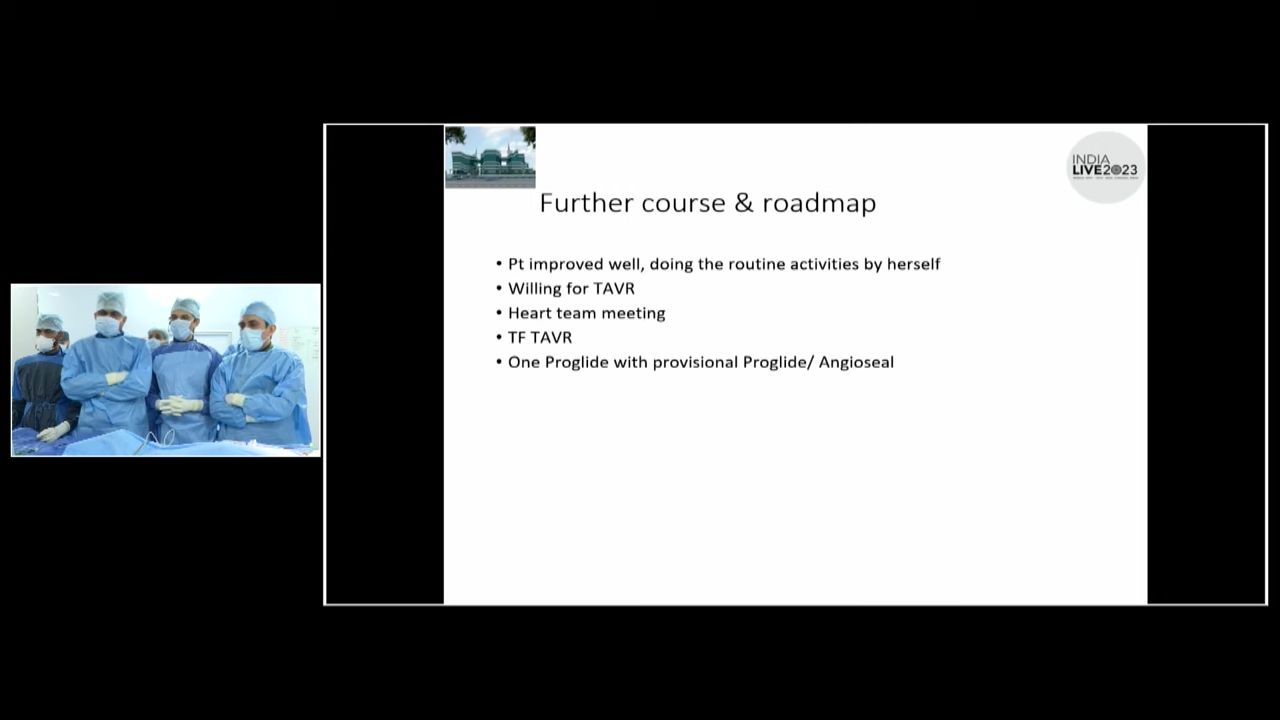 INDIA
LIVE2023
Further course & roadmap
• Pt improved well, doing the routine activities by herself
• Willing for TAVR
• Heart team meeting
• TF TAVR
• One Proglide with provisional Proglide/ Angioseal